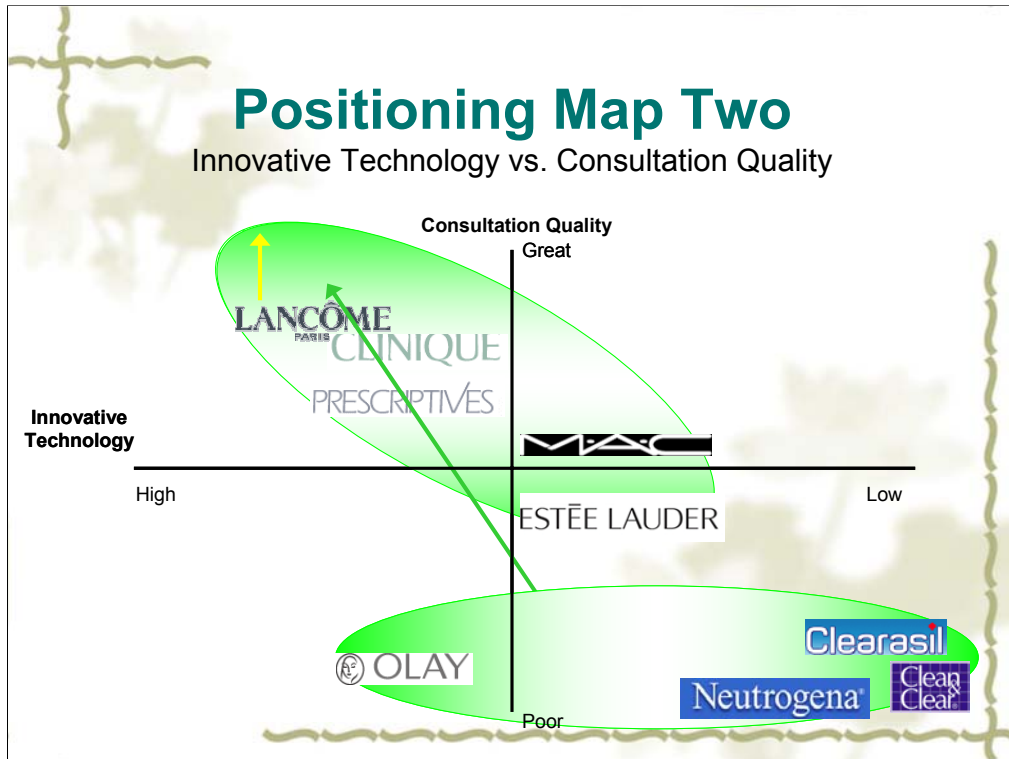 Positioning Map Two
Innovative Technology vs. Consultation Quality
Consultation Quality
Great
LANCÔME
PARIS
CLINIQUE
PRESCRIPTIVES
Innovative
Technology
M·A·C
High
Low
ESTĒE LAUDER
Clearasil
OLAY
Clean
&
Clear®
Neutrogena®
Poor